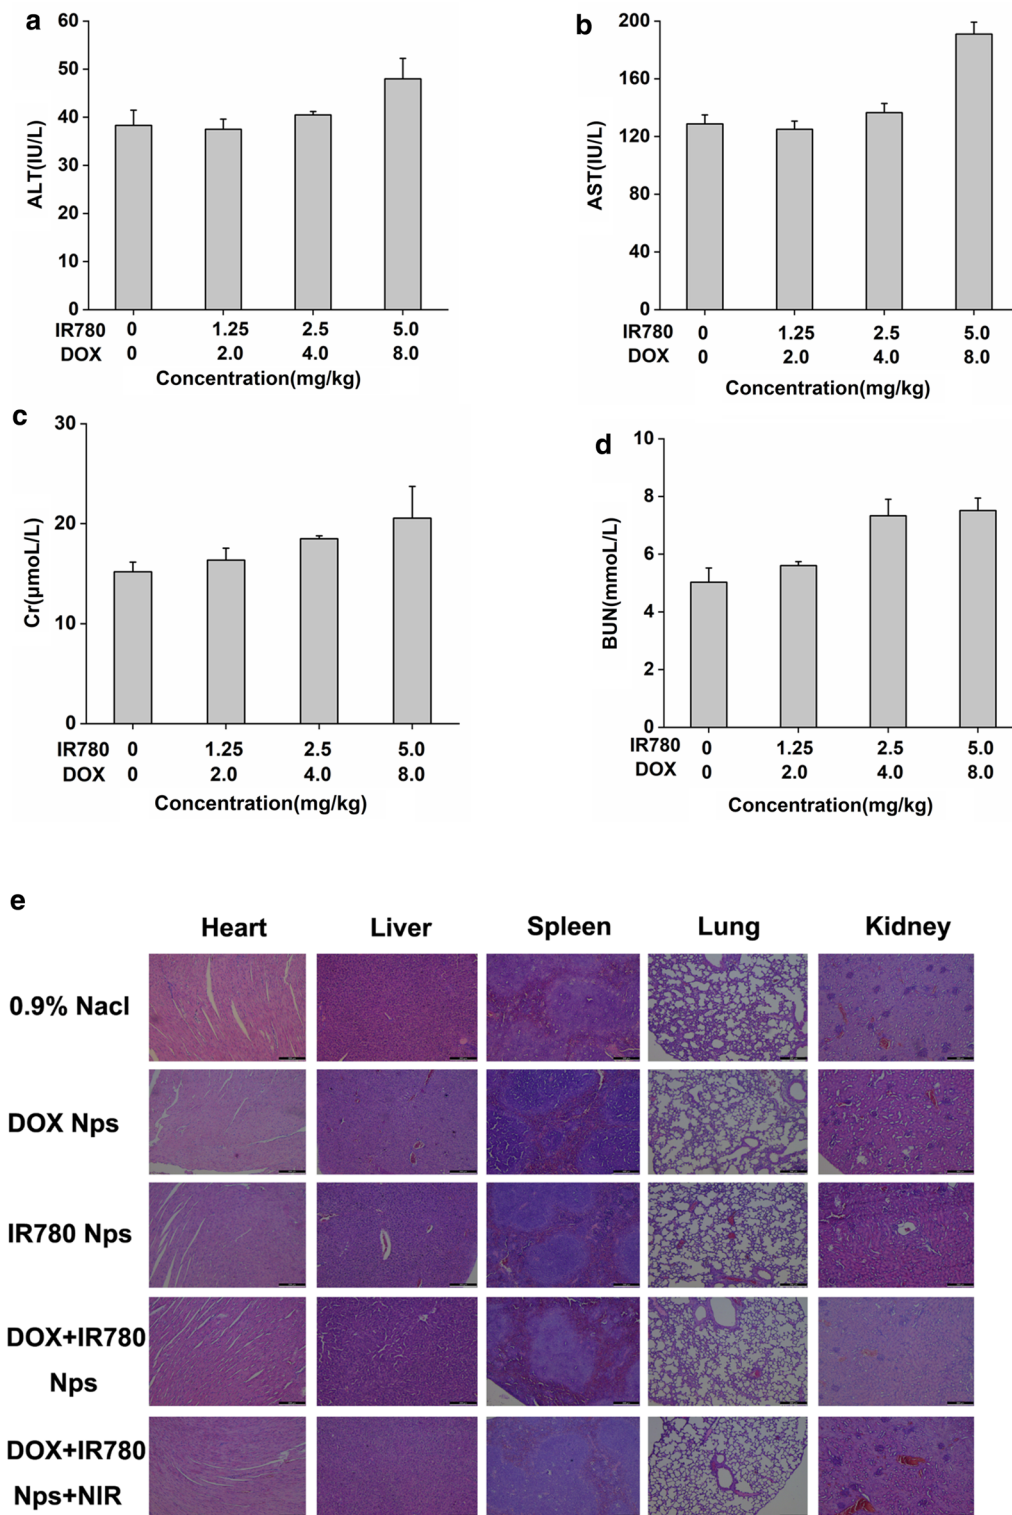 a
60
50
40
30
20
10
0
ALT(IU/L)
IR780 0 1.25 2.5 5.0
DOX 0 2.0 4.0 8.0
Concentration(mg/kg)
b
200
160
120
80
40
0
AST(IU/L)
IR780 0 1.25 2.5 5.0
DOX 0 2.0 4.0 8.0
Concentration(mg/kg)
c
30
20
10
0
Cr(μmoL/L)
IR780 0 1.25 2.5 5.0
DOX 0 2.0 4.0 8.0
Concentration(mg/kg)
d
10
8
6
4
2
0
BUN(mmoL/L)
IR780 0 1.25 2.5 5.0
DOX 0 2.0 4.0 8.0
Concentration(mg/kg)
e
Heart Liver Spleen Lung Kidney
0.9% Nacl
DOX Nps
IR780 Nps
DOX+IR780
Nps
DOX+IR780
Nps+NIR